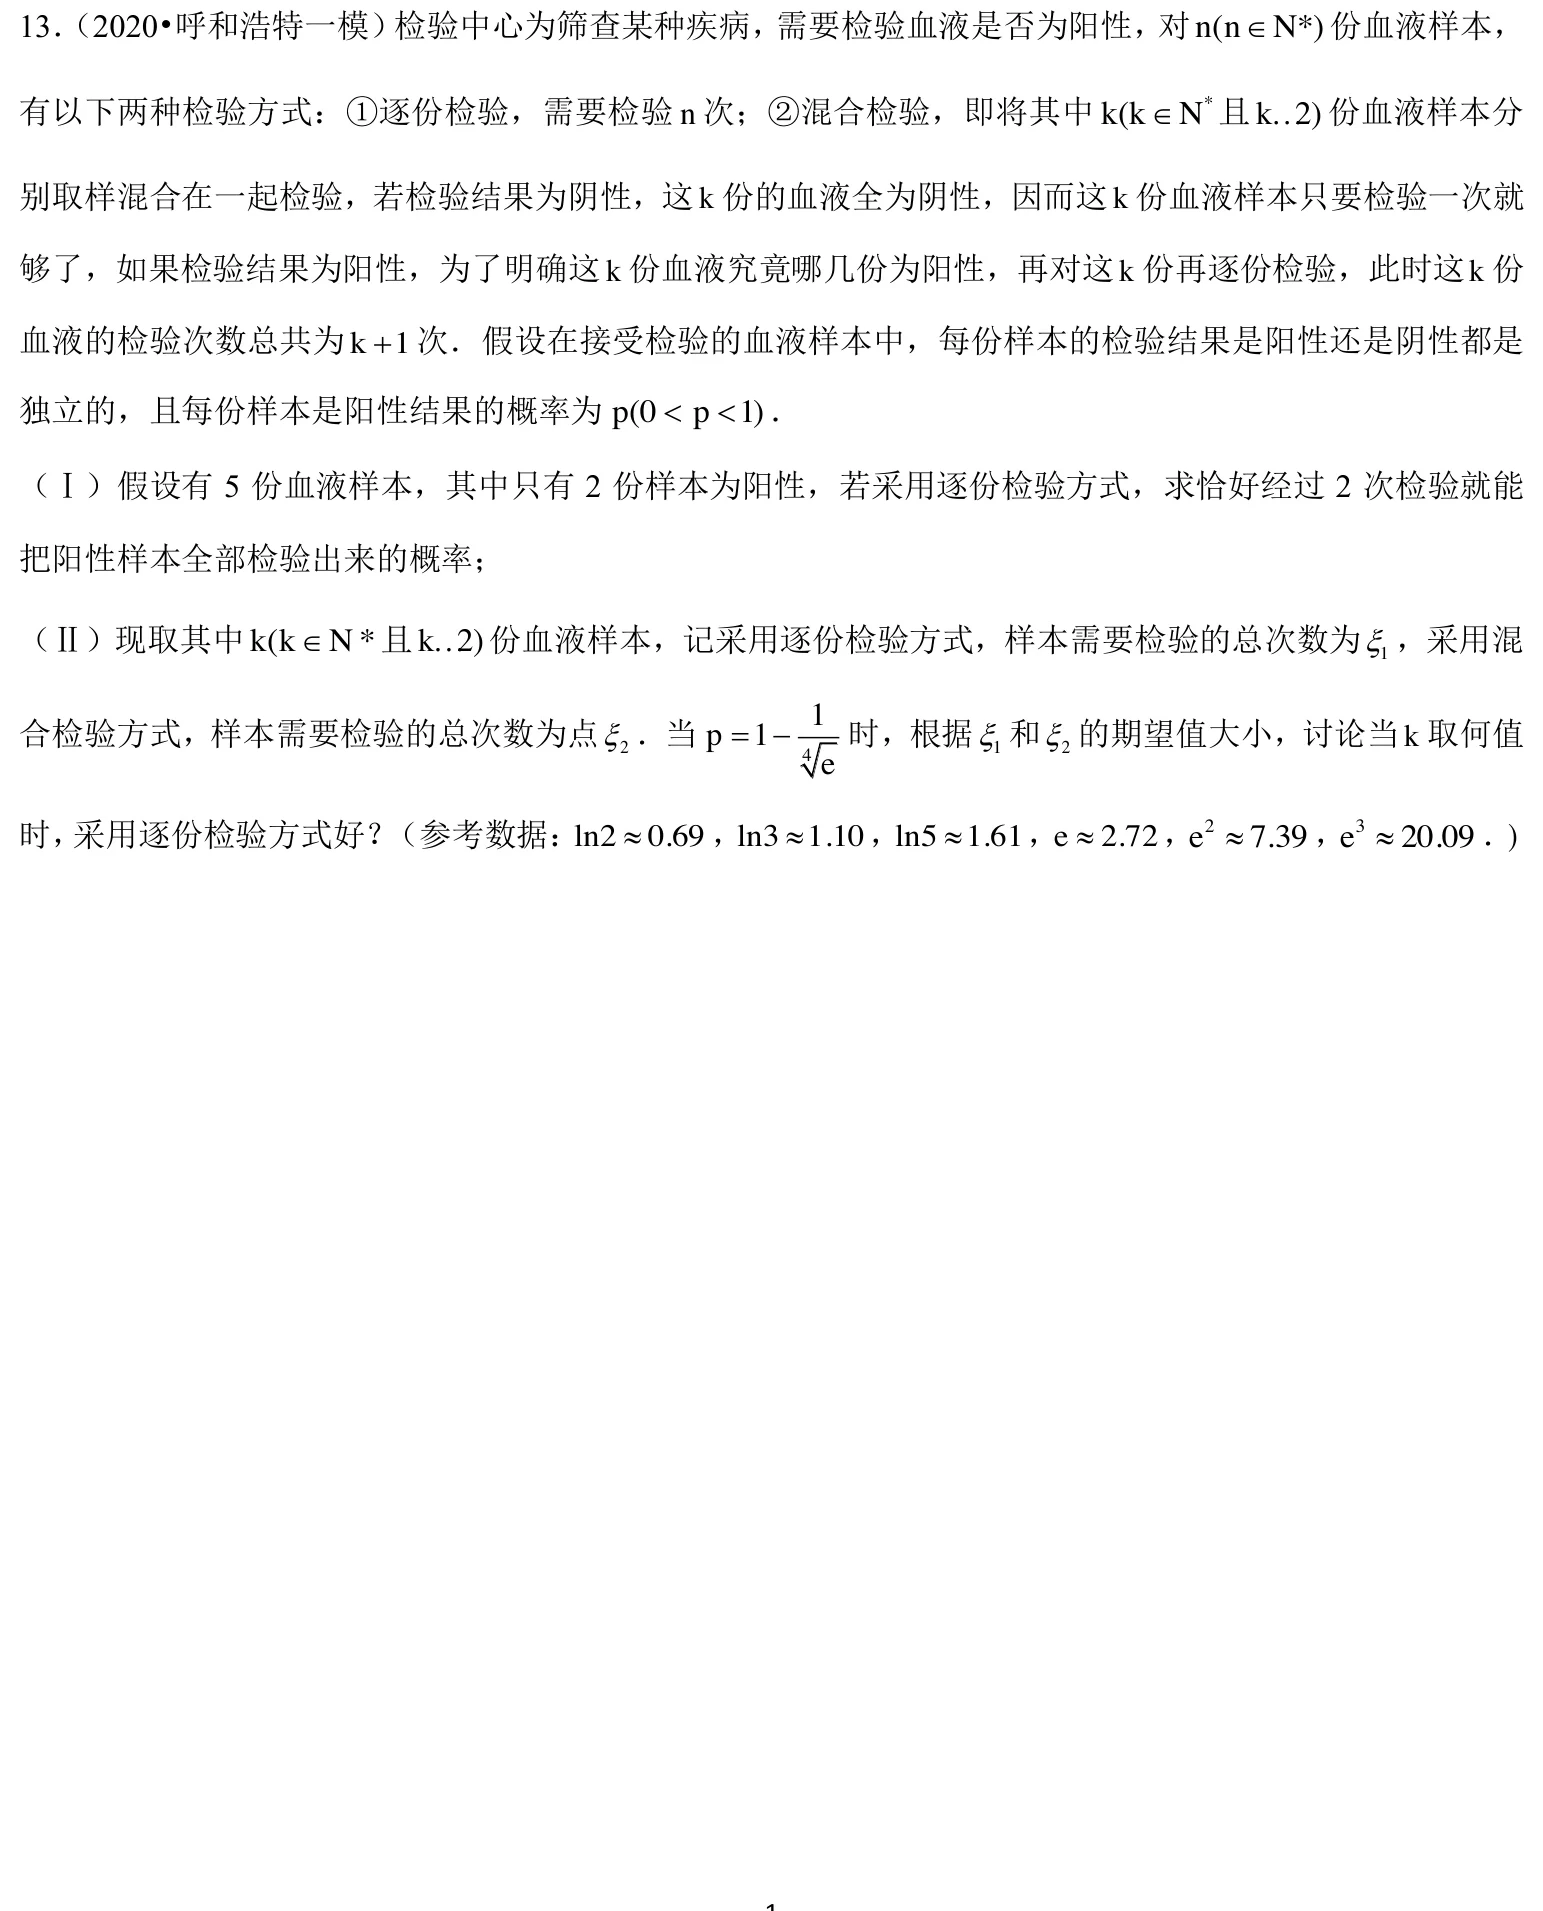 13.（2020•呼和浩特一模）检验中心为筛查某种疾病，需要检验血液是否为阳性，对n(n∈N*)份血液样本，
有以下两种检验方式：①逐份检验，需要检验n次；②混合检验，即将其中k(k∈N*且k‥2)份血液样本分
别取样混合在一起检验，若检验结果为阴性，这k份的血液全为阴性，因而这k份血液样本只要检验一次就
够了，如果检验结果为阳性，为了明确这k份血液究竟哪几份为阳性，再对这k份再逐份检验，此时这k份
血液的检验次数总共为k+1次．假设在接受检验的血液样本中，每份样本的检验结果是阳性还是阴性都是
独立的，且每份样本是阳性结果的概率为p(0<p<1)．
（Ⅰ）假设有 5 份血液样本，其中只有 2 份样本为阳性，若采用逐份检验方式，求恰好经过 2 次检验就能
把阳性样本全部检验出来的概率；
（Ⅱ）现取其中k(k∈N*且k‥2)份血液样本，记采用逐份检验方式，样本需要检验的总次数为ξ₁，采用混
合检验方式，样本需要检验的总次数为点ξ₂．当p=1−1/∜e时，根据ξ₁和ξ₂的期望值大小，讨论当k取何值
时，采用逐份检验方式好？（参考数据：ln2≈0.69，ln3≈1.10，ln5≈1.61，e≈2.72，e²≈7.39，e³≈20.09．)
1